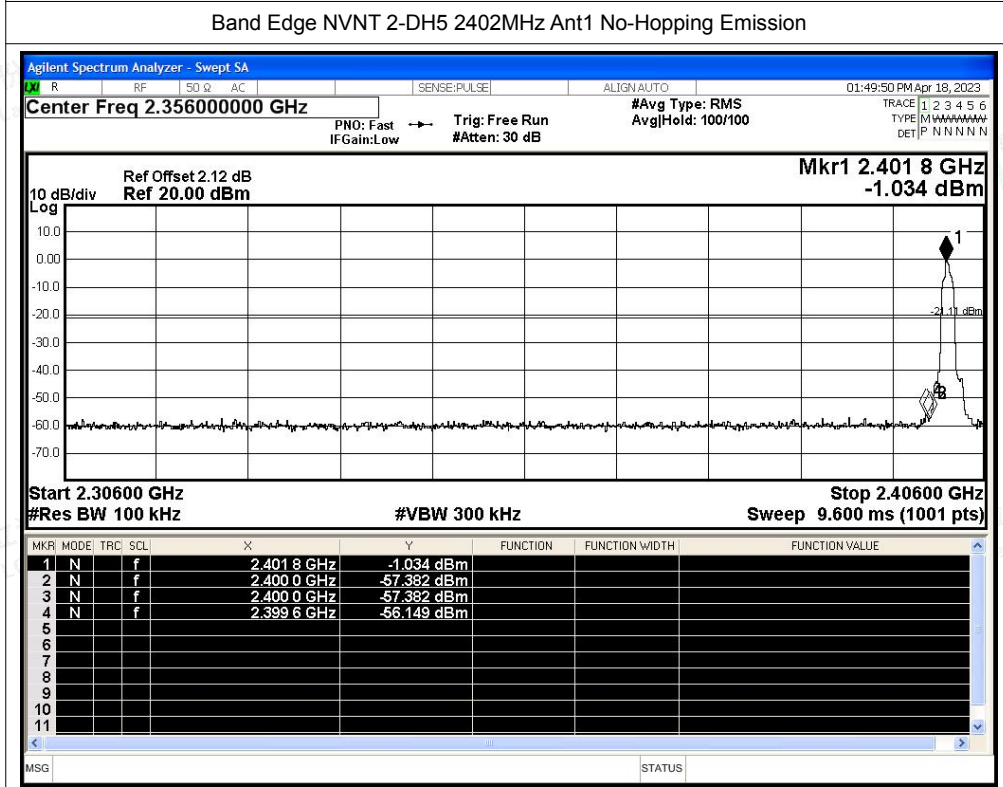 Band Edge NVNT 2-DH5 2402MHz Ant1 No-Hopping Emission
Agilent Spectrum Analyzer - Swept SA
LXI R RF 50 Ω AC SENSE:PULSE ALIGN AUTO 01:49:50 PM Apr 18, 2023
Center Freq 2.356000000 GHz
PNO: Fast
IFGain:Low
Trig: Free Run
#Atten: 30 dB
#Avg Type: RMS
Avg|Hold: 100/100
TRACE 1 2 3 4 5 6
TYPE M
DET P N N N N N
Ref Offset 2.12 dB
10 dB/div Ref 20.00 dBm
Log
Mkr1 2.401 8 GHz
-1.034 dBm
10.0
0.00
-10.0
-20.0
-30.0
-40.0
-50.0
-60.0
-70.0
1
-21.11 dBm
Start 2.30600 GHz Stop 2.40600 GHz
#Res BW 100 kHz #VBW 300 kHz Sweep 9.600 ms (1001 pts)
MKR MODE TRC SCL X Y FUNCTION FUNCTION WIDTH FUNCTION VALUE
1 N f 2.401 8 GHz -1.034 dBm
2 N f 2.400 0 GHz -57.382 dBm
3 N f 2.400 0 GHz -57.382 dBm
4 N f 2.399 6 GHz -56.149 dBm
5
6
7
8
9
10
11
MSG STATUS